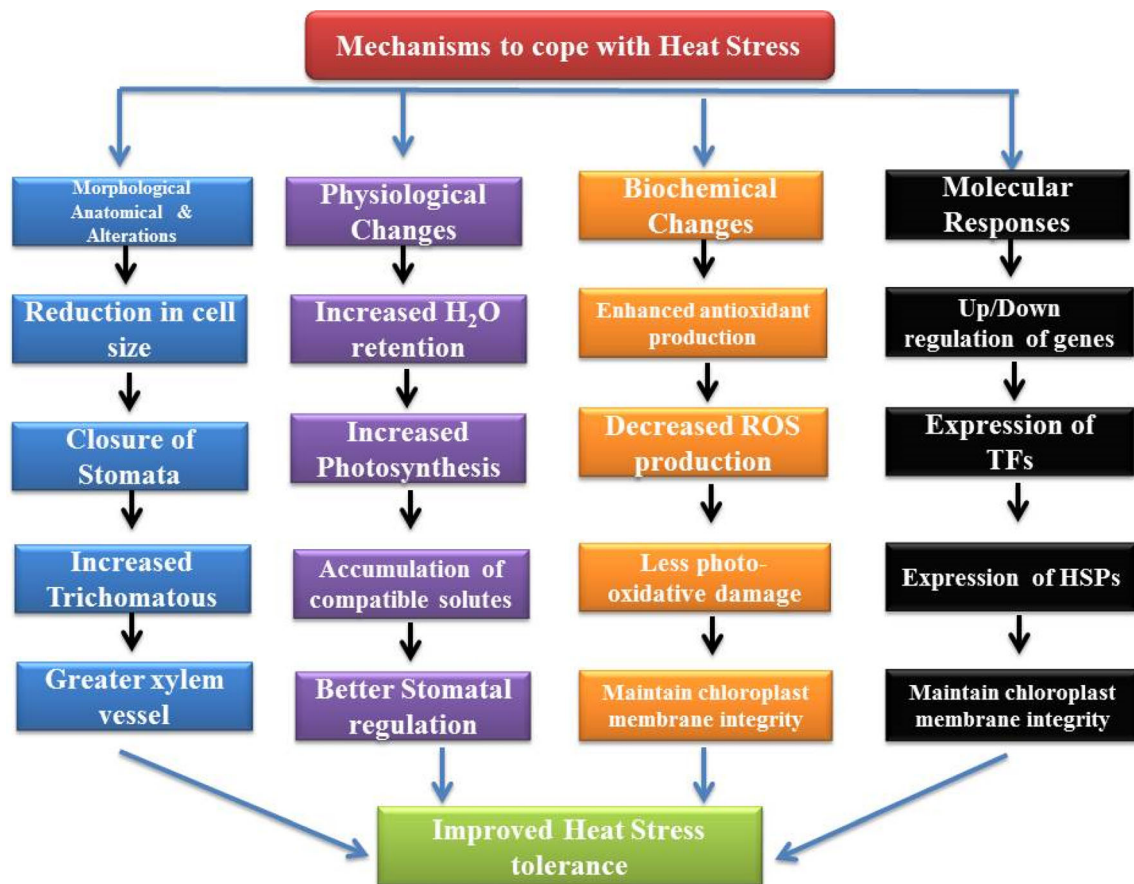 Mechanisms to cope with Heat Stress
Morphological
Anatomical &
Alterations
Reduction in cell
size
Closure of
Stomata
Increased
Trichomatous
Greater xylem
vessel
Physiological
Changes
Increased H₂O
retention
Increased
Photosynthesis
Accumulation of
compatible solutes
Better Stomatal
regulation
Biochemical
Changes
Enhanced antioxidant
production
Decreased ROS
production
Less photo-
oxidative damage
Maintain chloroplast
membrane integrity
Molecular
Responses
Up/Down
regulation of genes
Expression of
TFs
Expression of HSPs
Maintain chloroplast
membrane integrity
Improved Heat Stress
tolerance